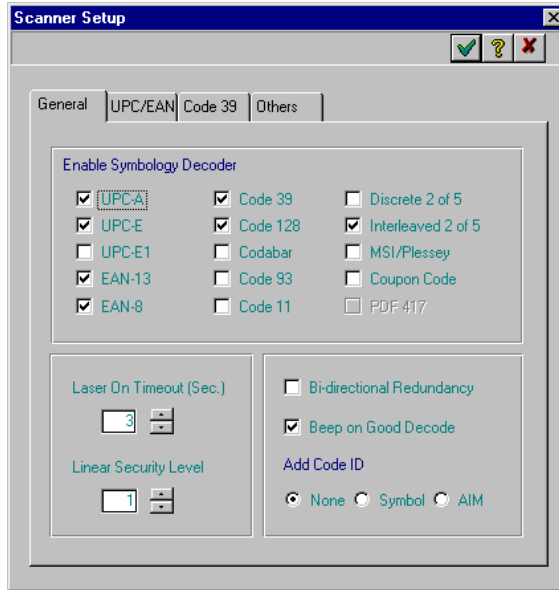 Scanner Setup
General UPC/EAN Code 39 Others
Enable Symbology Decoder
UPC-A Code 39 Discrete 2 of 5
UPC-E Code 128 Interleaved 2 of 5
UPC-E1 Codabar MSI/Plessey
EAN-13 Code 93 Coupon Code
EAN-8 Code 11 PDF 417
Laser On Timeout (Sec.)
3
Linear Security Level
1
Bi-directional Redundancy
Beep on Good Decode
Add Code ID
None Symbol AIM